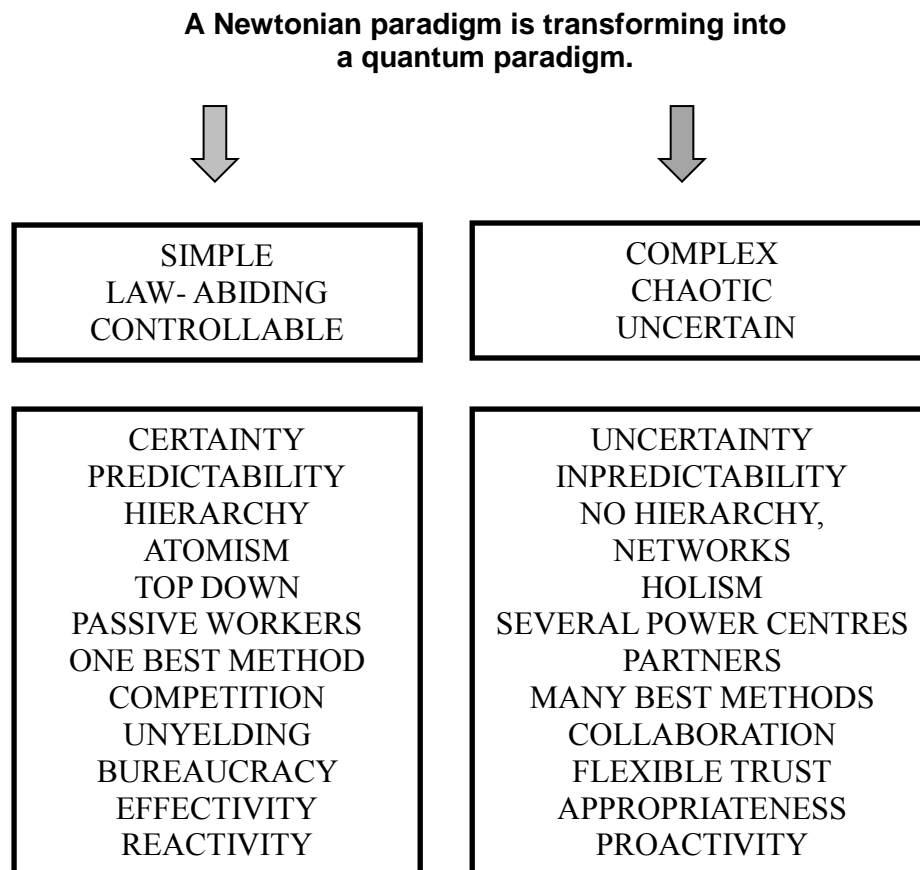 A Newtonian paradigm is transforming into
a quantum paradigm.
SIMPLE
LAW- ABIDING
CONTROLLABLE
COMPLEX
CHAOTIC
UNCERTAIN
CERTAINTY
PREDICTABILITY
HIERARCHY
ATOMISM
TOP DOWN
PASSIVE WORKERS
ONE BEST METHOD
COMPETITION
UNYELDING
BUREAUCRACY
EFFECTIVITY
REACTIVITY
UNCERTAINTY
INPREDICTABILITY
NO HIERARCHY,
NETWORKS
HOLISM
SEVERAL POWER CENTRES
PARTNERS
MANY BEST METHODS
COLLABORATION
FLEXIBLE TRUST
APPROPRIATENESS
PROACTIVITY